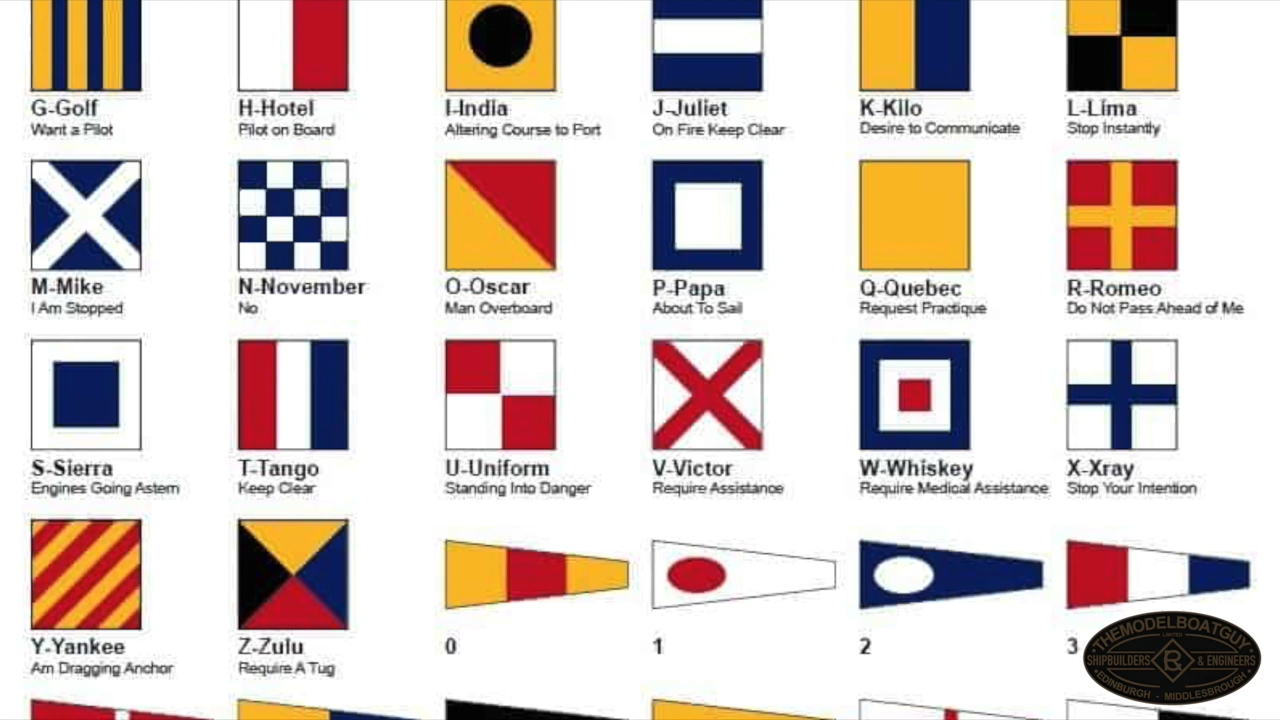 G-Golf
Want a Pilot
H-Hotel
Pilot on Board
I-India
Altering Course to Port
J-Juliet
On Fire Keep Clear
K-Kilo
Desire to Communicate
L-Lima
Stop Instantly
M-Mike
I Am Stopped
N-November
No
O-Oscar
Man Overboard
P-Papa
About To Sail
Q-Quebec
Request Practique
R-Romeo
Do Not Pass Ahead of Me
S-Sierra
Engines Going Astern
T-Tango
Keep Clear
U-Uniform
Standing Into Danger
V-Victor
Require Assistance
W-Whiskey
Require Medical Assistance
X-Xray
Stop Your Intention
Y-Yankee
Am Dragging Anchor
Z-Zulu
Require A Tug
0
1
2
3
THEMODELBOATGUY
LIMITED
SHIPBUILDERS R & ENGINEERS
EDINBURGH - MIDDLESBROUGH